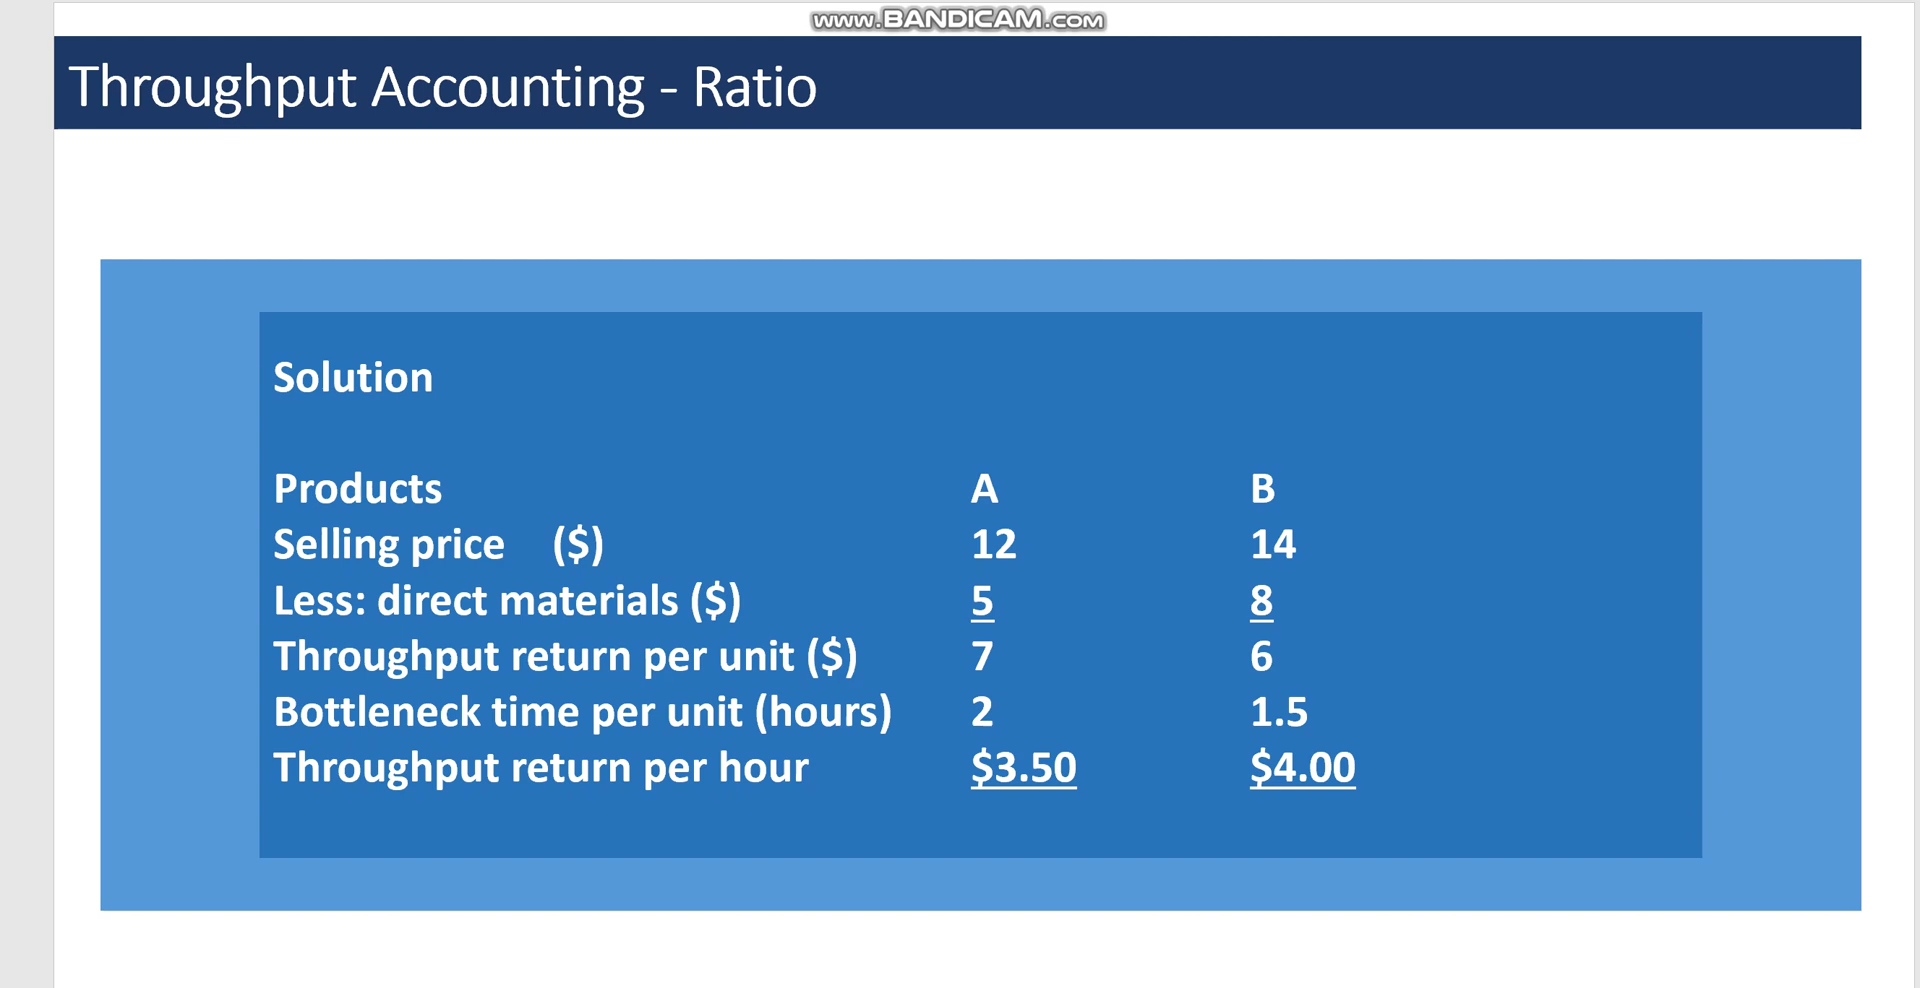 www.BANDICAM.com
Throughput Accounting - Ratio
Solution
Products A B
Selling price ($) 12 14
Less: direct materials ($) 5 8
Throughput return per unit ($) 7 6
Bottleneck time per unit (hours) 2 1.5
Throughput return per hour $3.50 $4.00